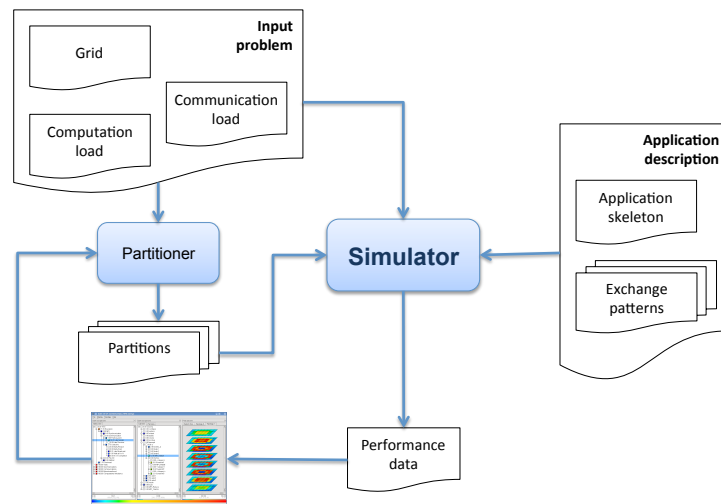 Input
problem
Grid
Communication
load
Computation
load
Application
description
Application
skeleton
Partitioner
Simulator
Exchange
patterns
Partitions
Performance
data